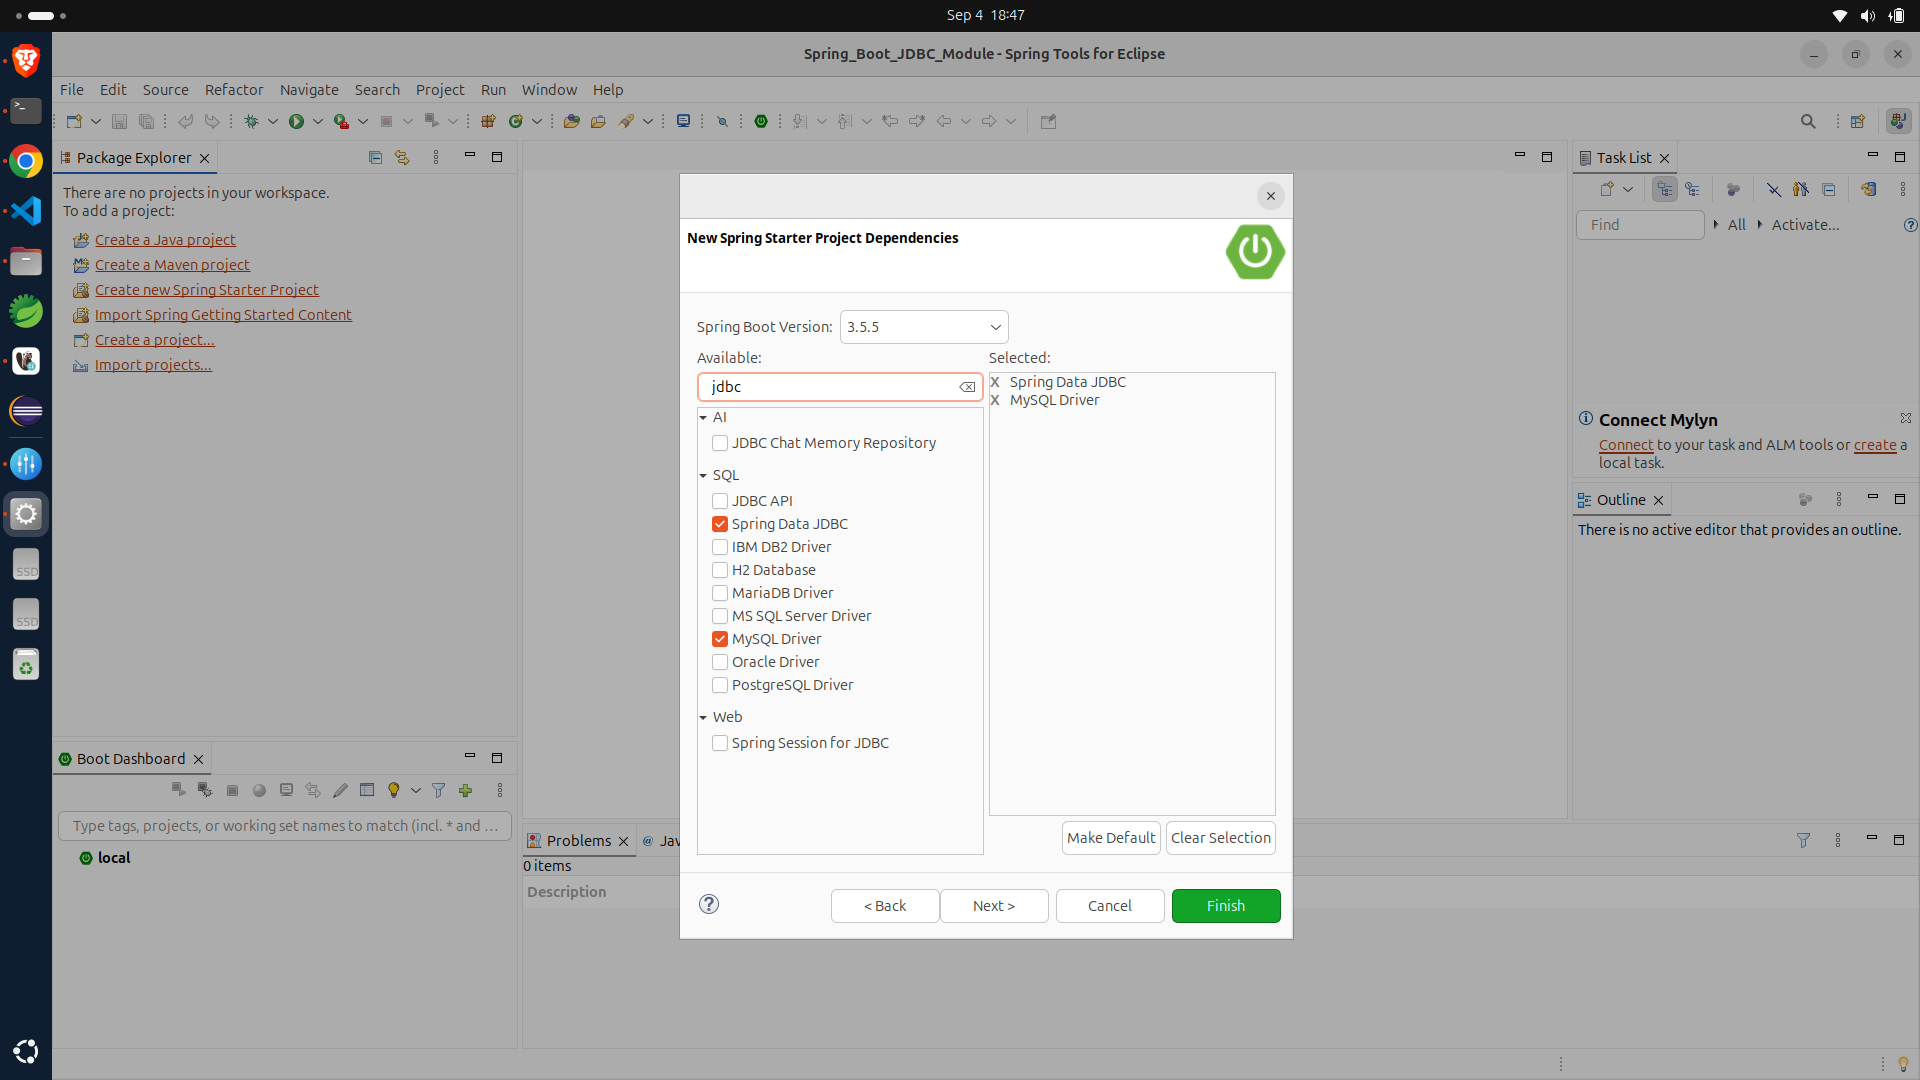 Sep 4 18:47
Spring_Boot_JDBC_Module - Spring Tools for Eclipse
File Edit Source Refactor Navigate Search Project Run Window Help
Package Explorer
There are no projects in your workspace.
To add a project:
Create a Java project
Create a Maven project
Create new Spring Starter Project
Import Spring Getting Started Content
Create a project...
Import projects...
New Spring Starter Project Dependencies
Spring Boot Version: 3.5.5
Available:
jdbc
AI
JDBC Chat Memory Repository
SQL
JDBC API
Spring Data JDBC
IBM DB2 Driver
H2 Database
MariaDB Driver
MS SQL Server Driver
MySQL Driver
Oracle Driver
PostgreSQL Driver
Web
Spring Session for JDBC
Selected:
X Spring Data JDBC
X MySQL Driver
Make Default Clear Selection
< Back Next > Cancel Finish
Task List
Find All Activate...
Connect Mylyn
Connect to your task and ALM tools or create a
local task.
Outline
There is no active editor that provides an outline.
Boot Dashboard
Type tags, projects, or working set names to match (incl. * and ...
local
Problems @ Jav
0 items
Description
SSD
SSD